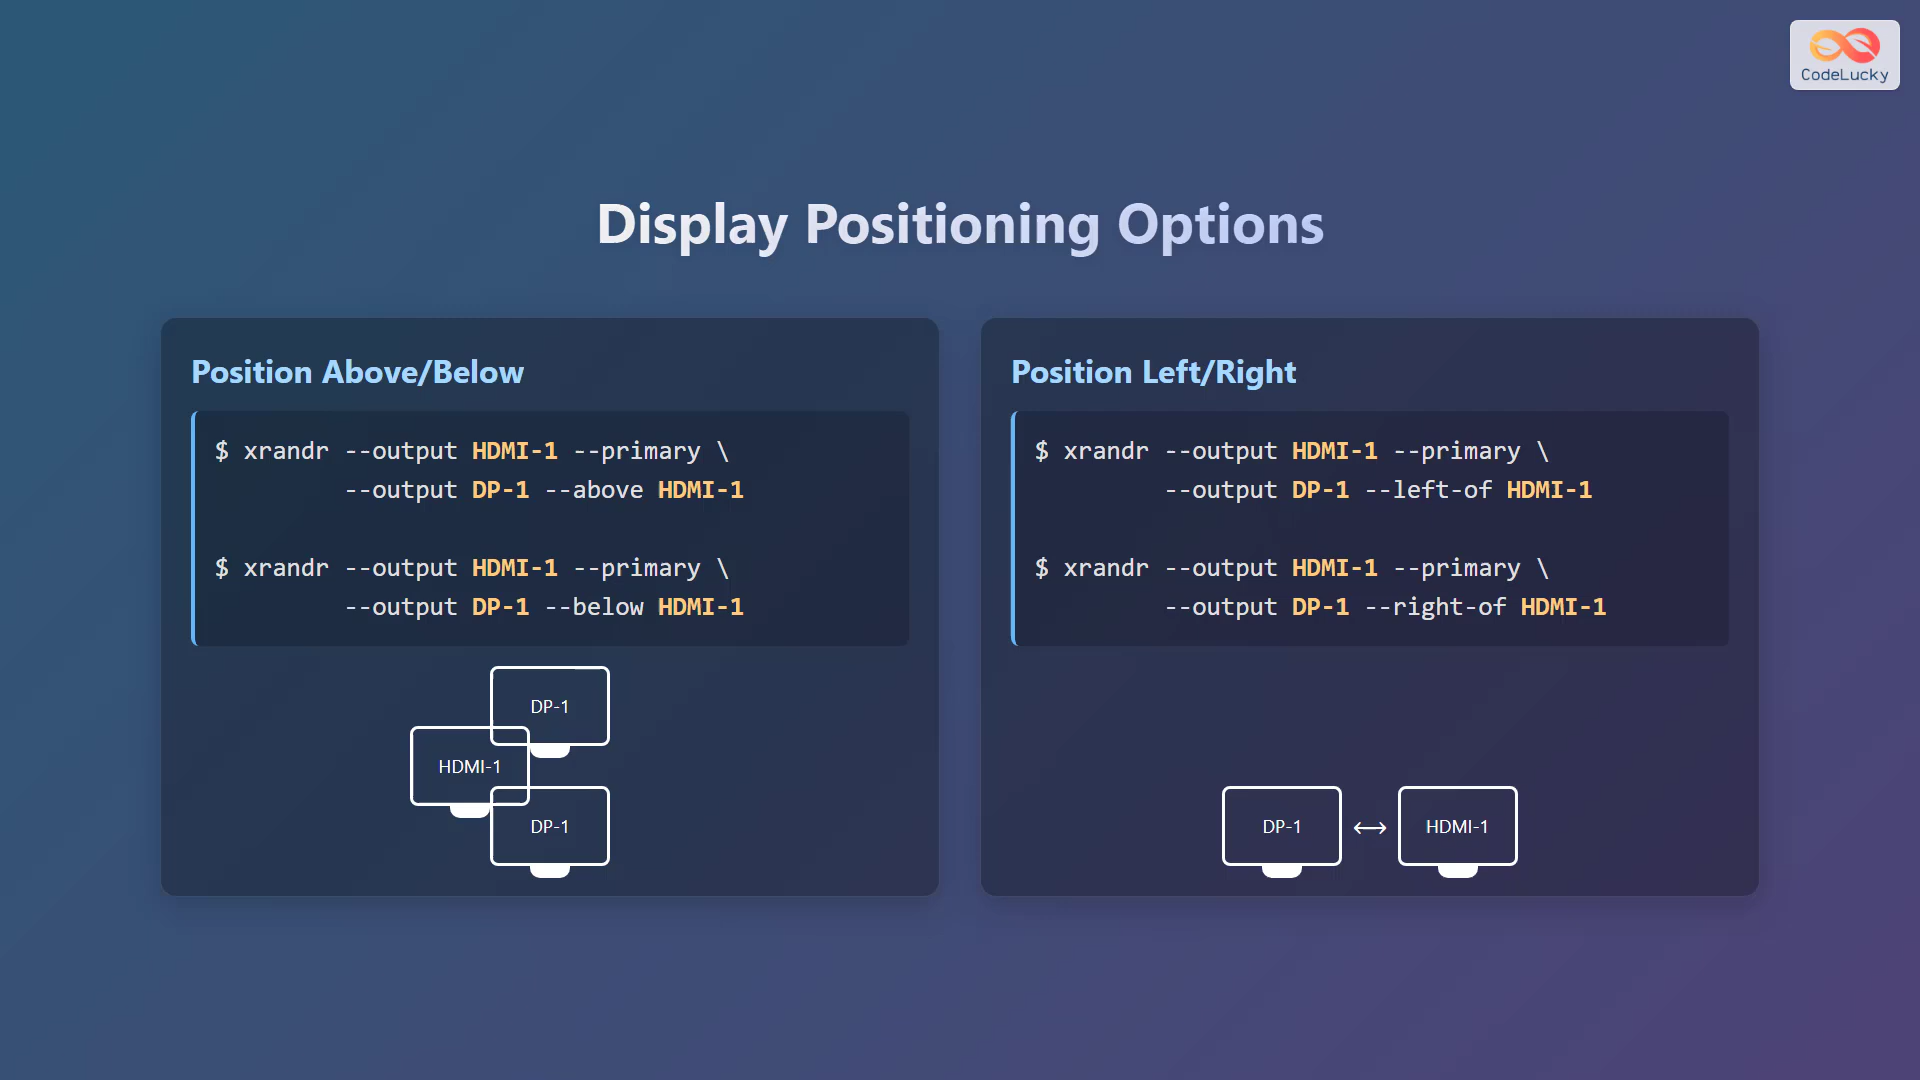 CodeLucky
Display Positioning Options
Position Above/Below
$ xrandr --output HDMI-1 --primary \
--output DP-1 --above HDMI-1
$ xrandr --output HDMI-1 --primary \
--output DP-1 --below HDMI-1
DP-1
HDMI-1
DP-1
Position Left/Right
$ xrandr --output HDMI-1 --primary \
--output DP-1 --left-of HDMI-1
$ xrandr --output HDMI-1 --primary \
--output DP-1 --right-of HDMI-1
DP-1 ↔ HDMI-1